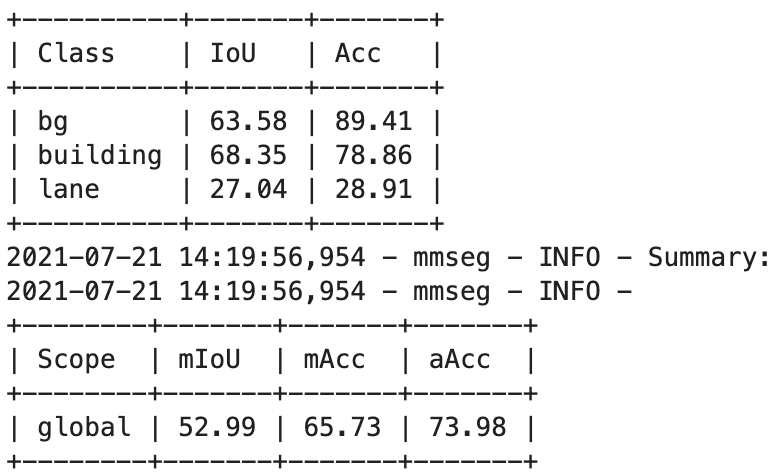 +----------+-------+-------+
| Class    | IoU   | Acc   |
+----------+-------+-------+
| bg       | 63.58 | 89.41 |
| building | 68.35 | 78.86 |
| lane     | 27.04 | 28.91 |
+----------+-------+-------+
2021-07-21 14:19:56,954 - mmseg - INFO - Summary:
2021-07-21 14:19:56,954 - mmseg - INFO -
+--------+-------+-------+-------+
| Scope  | mIoU  | mAcc  | aAcc  |
+--------+-------+-------+-------+
| global | 52.99 | 65.73 | 73.98 |
+--------+-------+-------+-------+